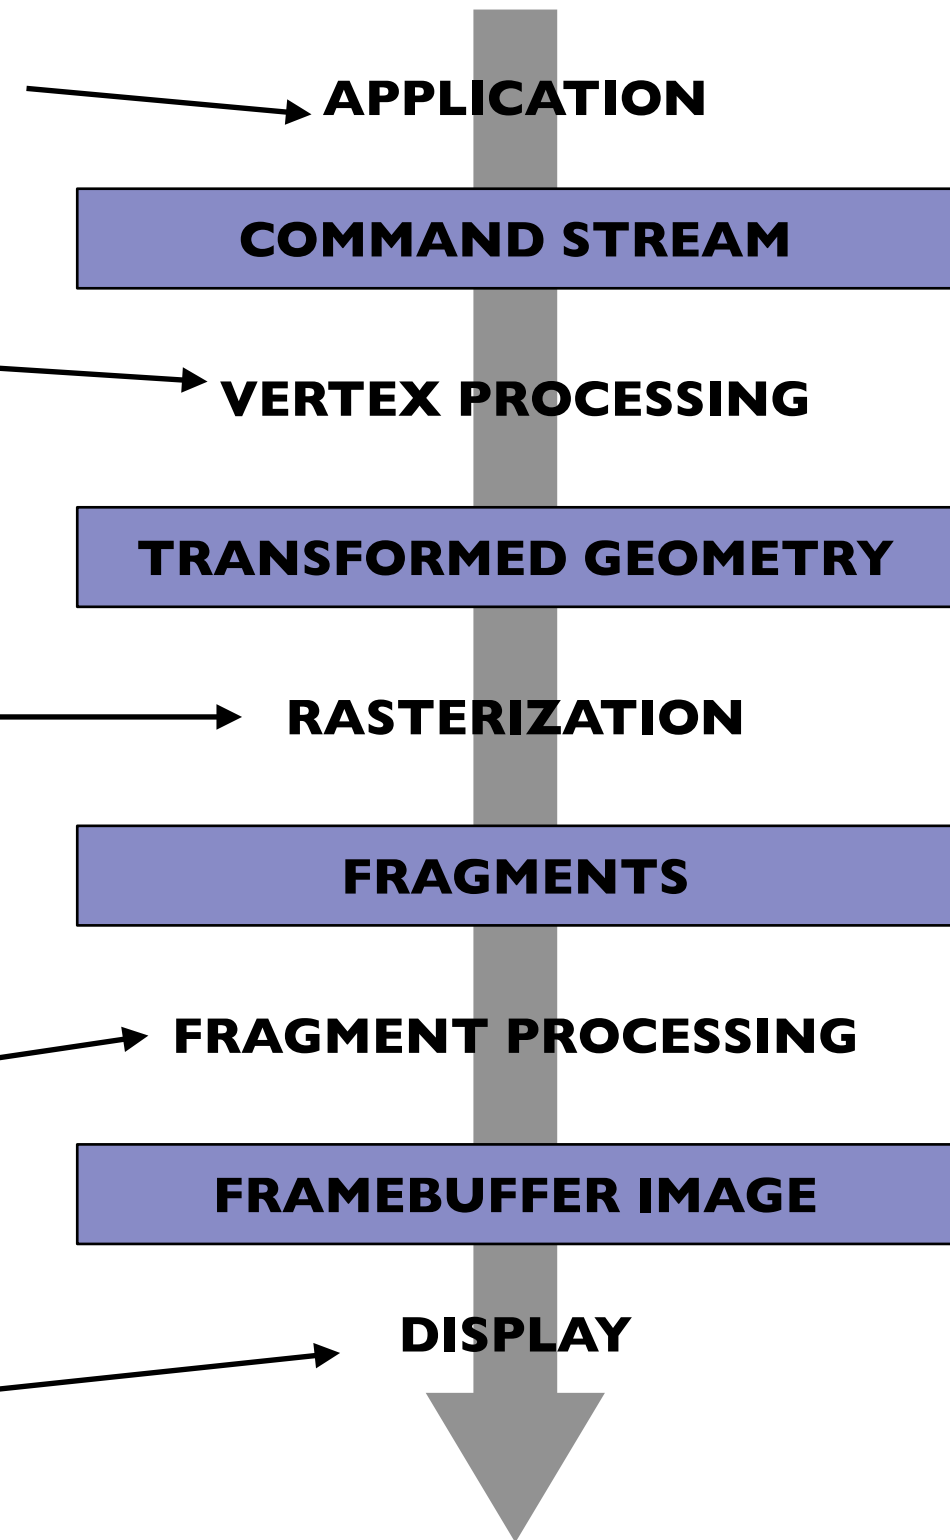 APPLICATION
COMMAND STREAM
VERTEX PROCESSING
TRANSFORMED GEOMETRY
RASTERIZATION
FRAGMENTS
FRAGMENT PROCESSING
FRAMEBUFFER IMAGE
DISPLAY